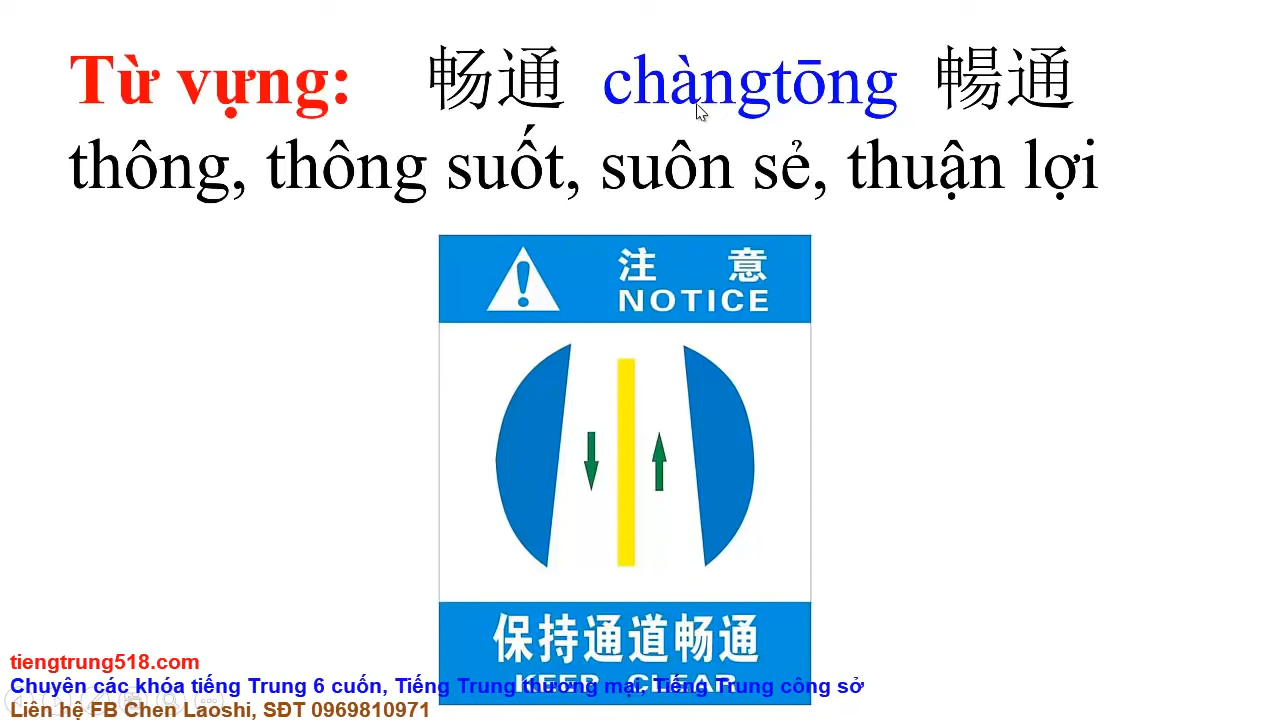 Từ vựng: 畅通 chàngtōng 暢通
thông, thông suốt, suôn sẻ, thuận lợi
注 意
NOTICE
保持通道畅通
KEEP CLEAR
tiengtrung518.com
Chuyên các khóa tiếng Trung 6 cuốn, Tiếng Trung thương mại, Tiếng Trung công sở
Liên hệ FB Chen Laoshi, SĐT 0969810971